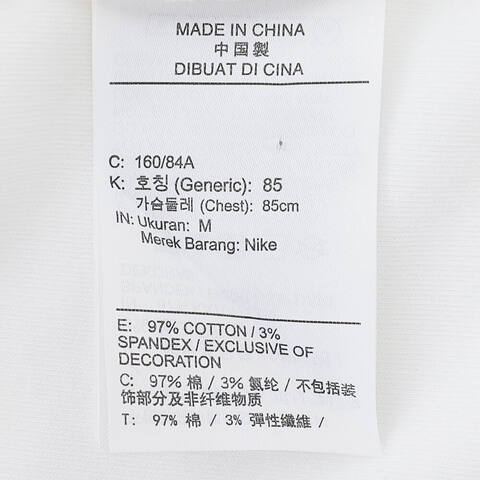 MADE IN CHINA
中国製
DIBUAT DI CINA
C: 160/84A
K: 호칭 (Generic): 85
가슴둘레 (Chest): 85cm
IN: Ukuran: M
Merek Barang: Nike
E: 97% COTTON / 3%
SPANDEX / EXCLUSIVE OF
DECORATION
C: 97% 棉 / 3% 氨纶 / 不包括装
饰部分及非纤维物质
T: 97% 棉 / 3% 彈性纖維 /